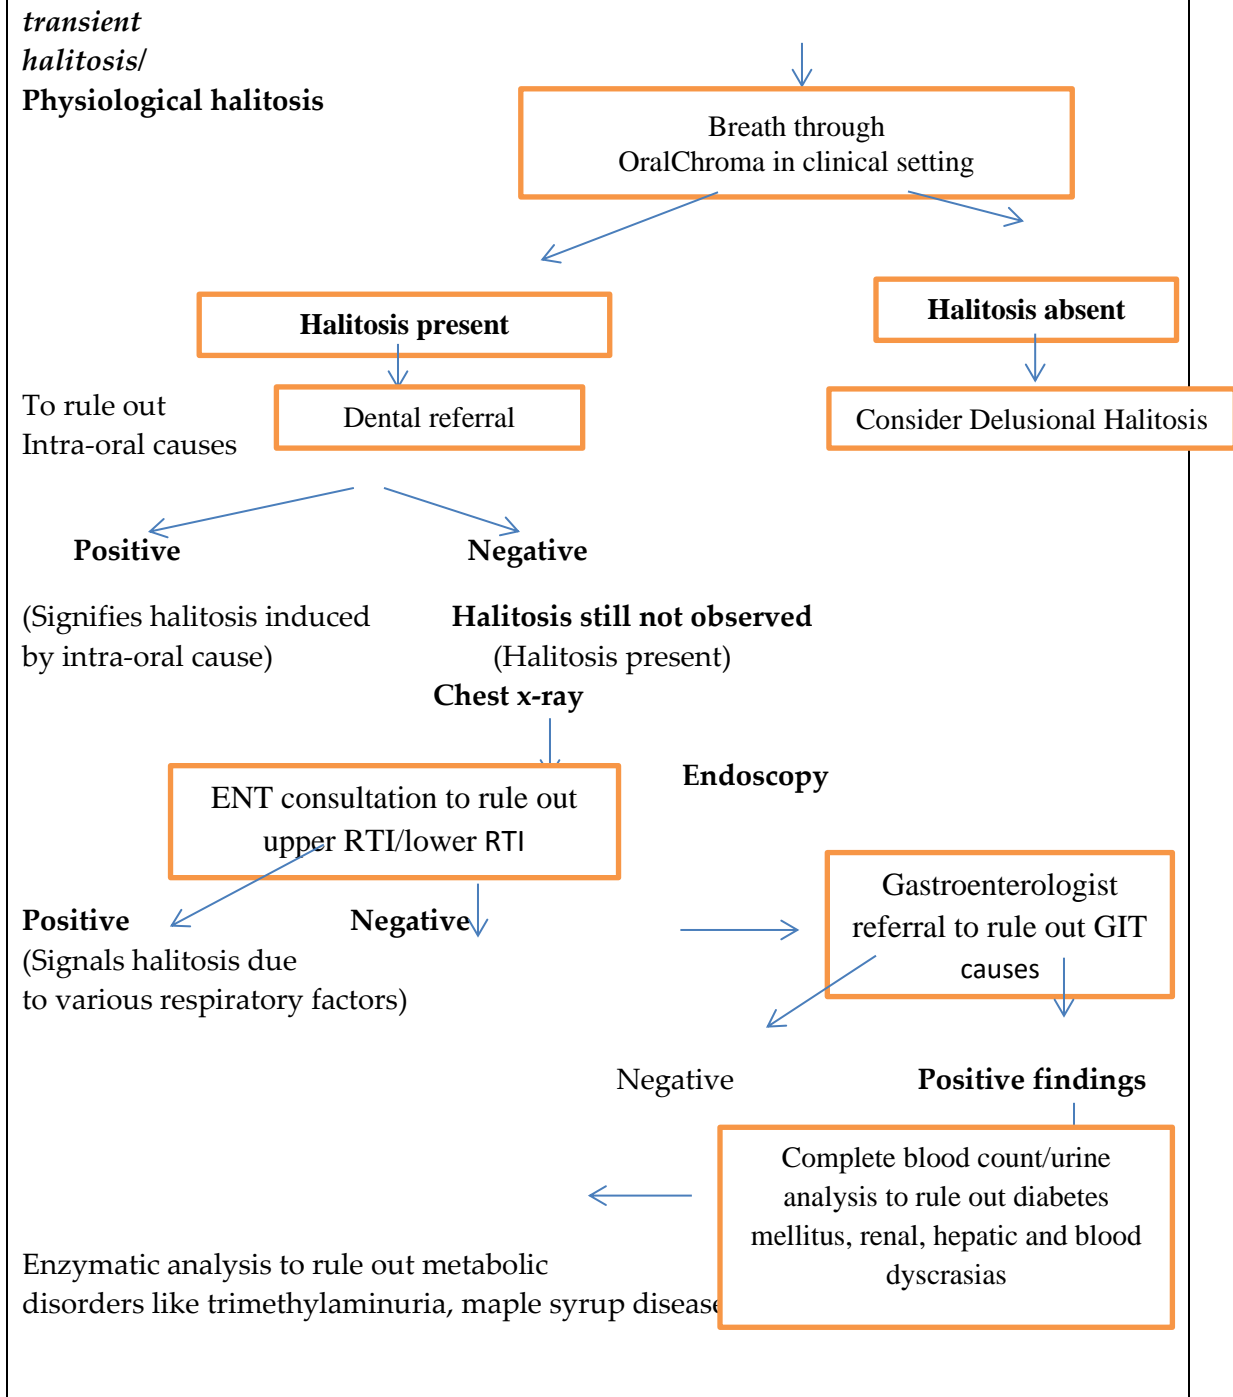 transient
halitosis/
Physiological halitosis
Breath through
OralChroma in clinical setting
Halitosis present
Halitosis absent
To rule out
Intra-oral causes
Dental referral
Consider Delusional Halitosis
Positive
Negative
(Signifies halitosis induced
by intra-oral cause)
Halitosis still not observed
(Halitosis present)
Chest x-ray
ENT consultation to rule out
upper RTI/lower RTI
Endoscopy
Positive
(Signals halitosis due
to various respiratory factors)
Negative
Gastroenterologist
referral to rule out GIT
causes
Negative
Positive findings
Complete blood count/urine
analysis to rule out diabetes
mellitus, renal, hepatic and blood
dyscrasias
Enzymatic analysis to rule out metabolic
disorders like trimethylaminuria, maple syrup disease